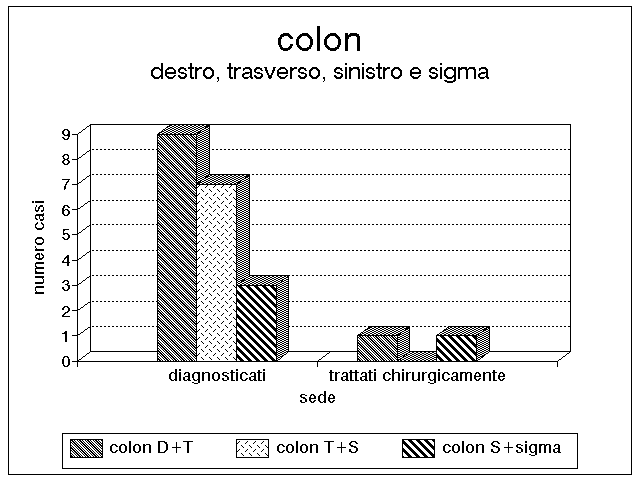 colon
destro, trasverso, sinistro e sigma
numero casi
9
8
7
6
5
4
3
2
1
0
diagnosticati trattati chirurgicamente
sede
colon D+T colon T+S colon S+sigma